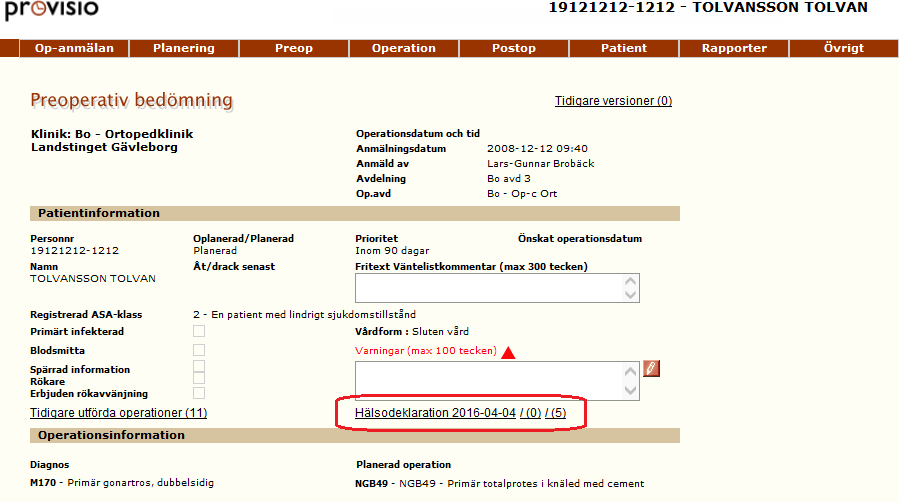 provisio
19121212-1212 - TOLVANSSON TOLVAN
Op-anmälan Planering Preop Operation Postop Patient Rapporter Övrigt
Preoperativ bedömning
Tidigare versioner (0)
Klinik: Bo - Ortopedklinik
Landstinget Gävleborg
Operationsdatum och tid
Anmälningsdatum 2008-12-12 09:40
Anmäld av Lars-Gunnar Brobäck
Avdelning Bo avd 3
Op.avd Bo - Op-c Ort
Patientinformation
Personnr Oplanerad/Planerad Prioritet Önskat operationsdatum
19121212-1212 Planerad Inom 90 dagar
Namn Åt/drack senast Fritext Väntelistkommentar (max 300 tecken)
TOLVANSSON TOLVAN
Registrerad ASA-klass 2 - En patient med lindrigt sjukdomstillstånd
Primärt infekterad Vårdform : Sluten vård
Blodsmitta Varningar (max 100 tecken)
Spärrad information
Rökare
Erbjuden rökavvänjning
Tidigare utförda operationer (11) Hälsodeklaration 2016-04-04 / (0) / (5)
Operationsinformation
Diagnos Planerad operation
M170 - Primär gonartros, dubbelsidig NGB49 - NGB49 - Primär totalprotes i knäled med cement